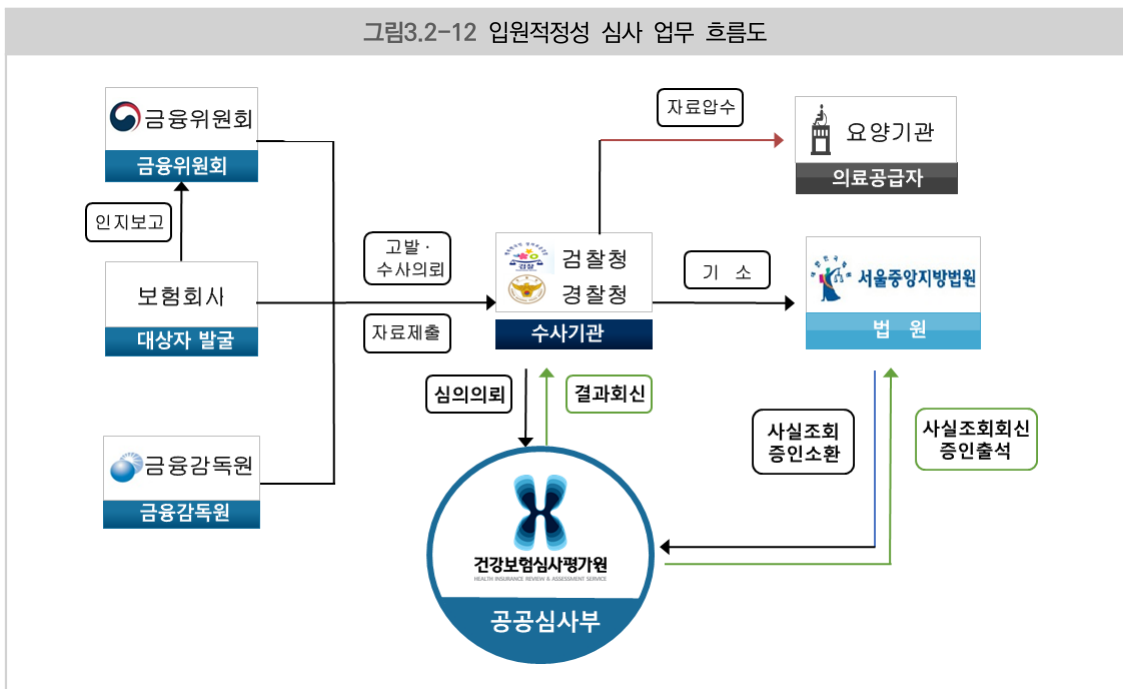 그림3.2-12 입원적정성 심사 업무 흐름도
금융위원회
금융위원회
인지보고
보험회사
대상자 발굴
금융감독원
금융감독원
고발·
수사의뢰
자료제출
검찰청
경찰청
수사기관
자료압수
요양기관
의료공급자
기 소
서울중앙지방법원
법 원
심의의뢰
결과회신
사실조회
증인소환
사실조회회신
증인출석
건강보험심사평가원
HEALTH INSURANCE REVIEW & ASSESSMENT SERVICE
공공심사부